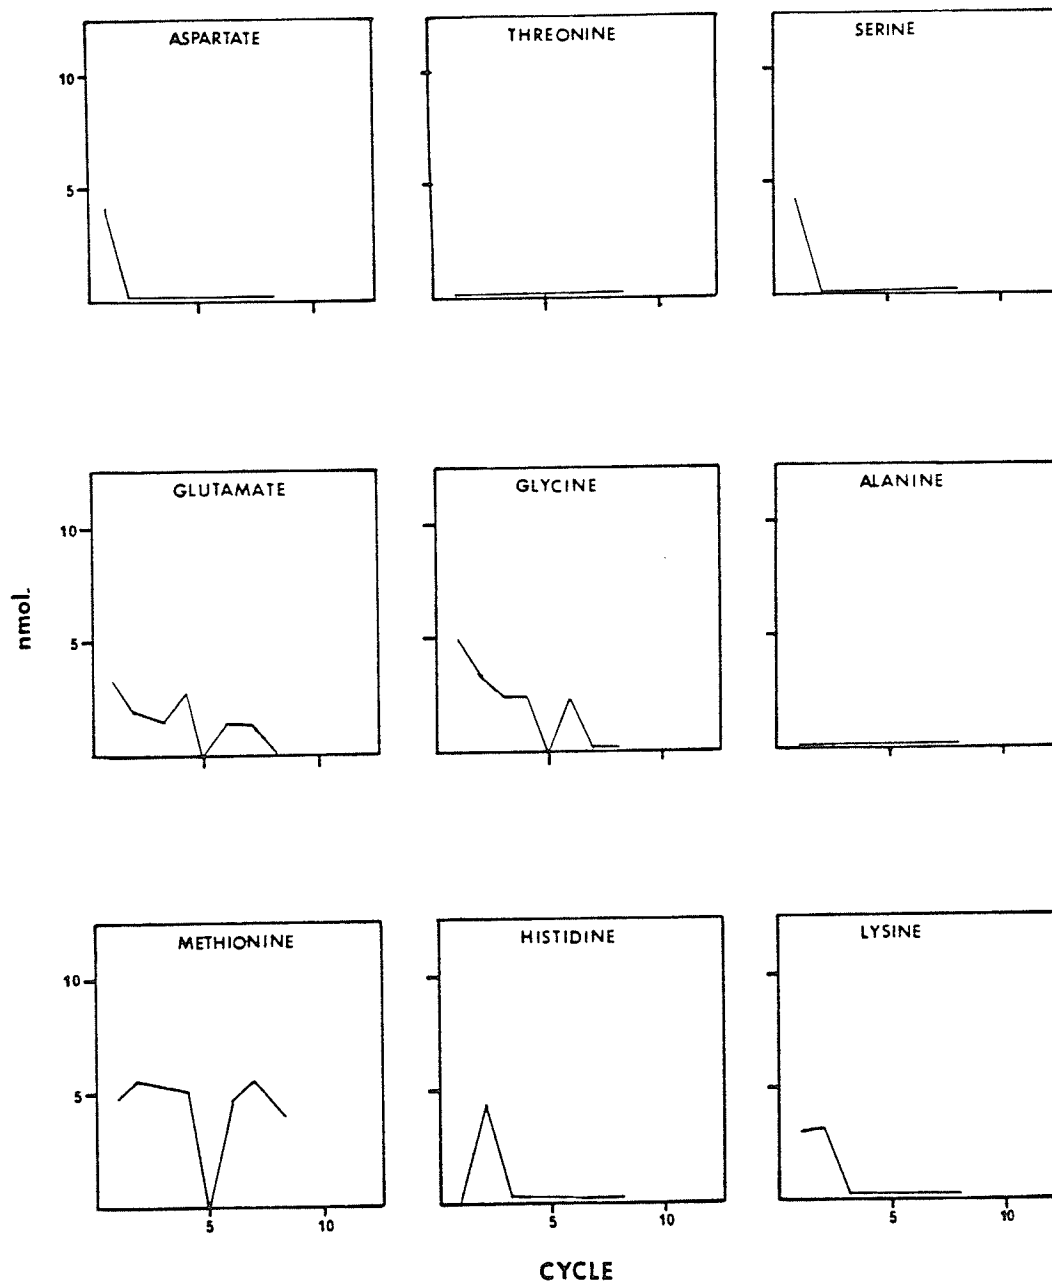 ASPARTATE THREONINE SERINE
10
5
GLUTAMATE GLYCINE ALANINE
10
5
nmol.
METHIONINE HISTIDINE LYSINE
10
5
5 10 5 10 5 10
CYCLE